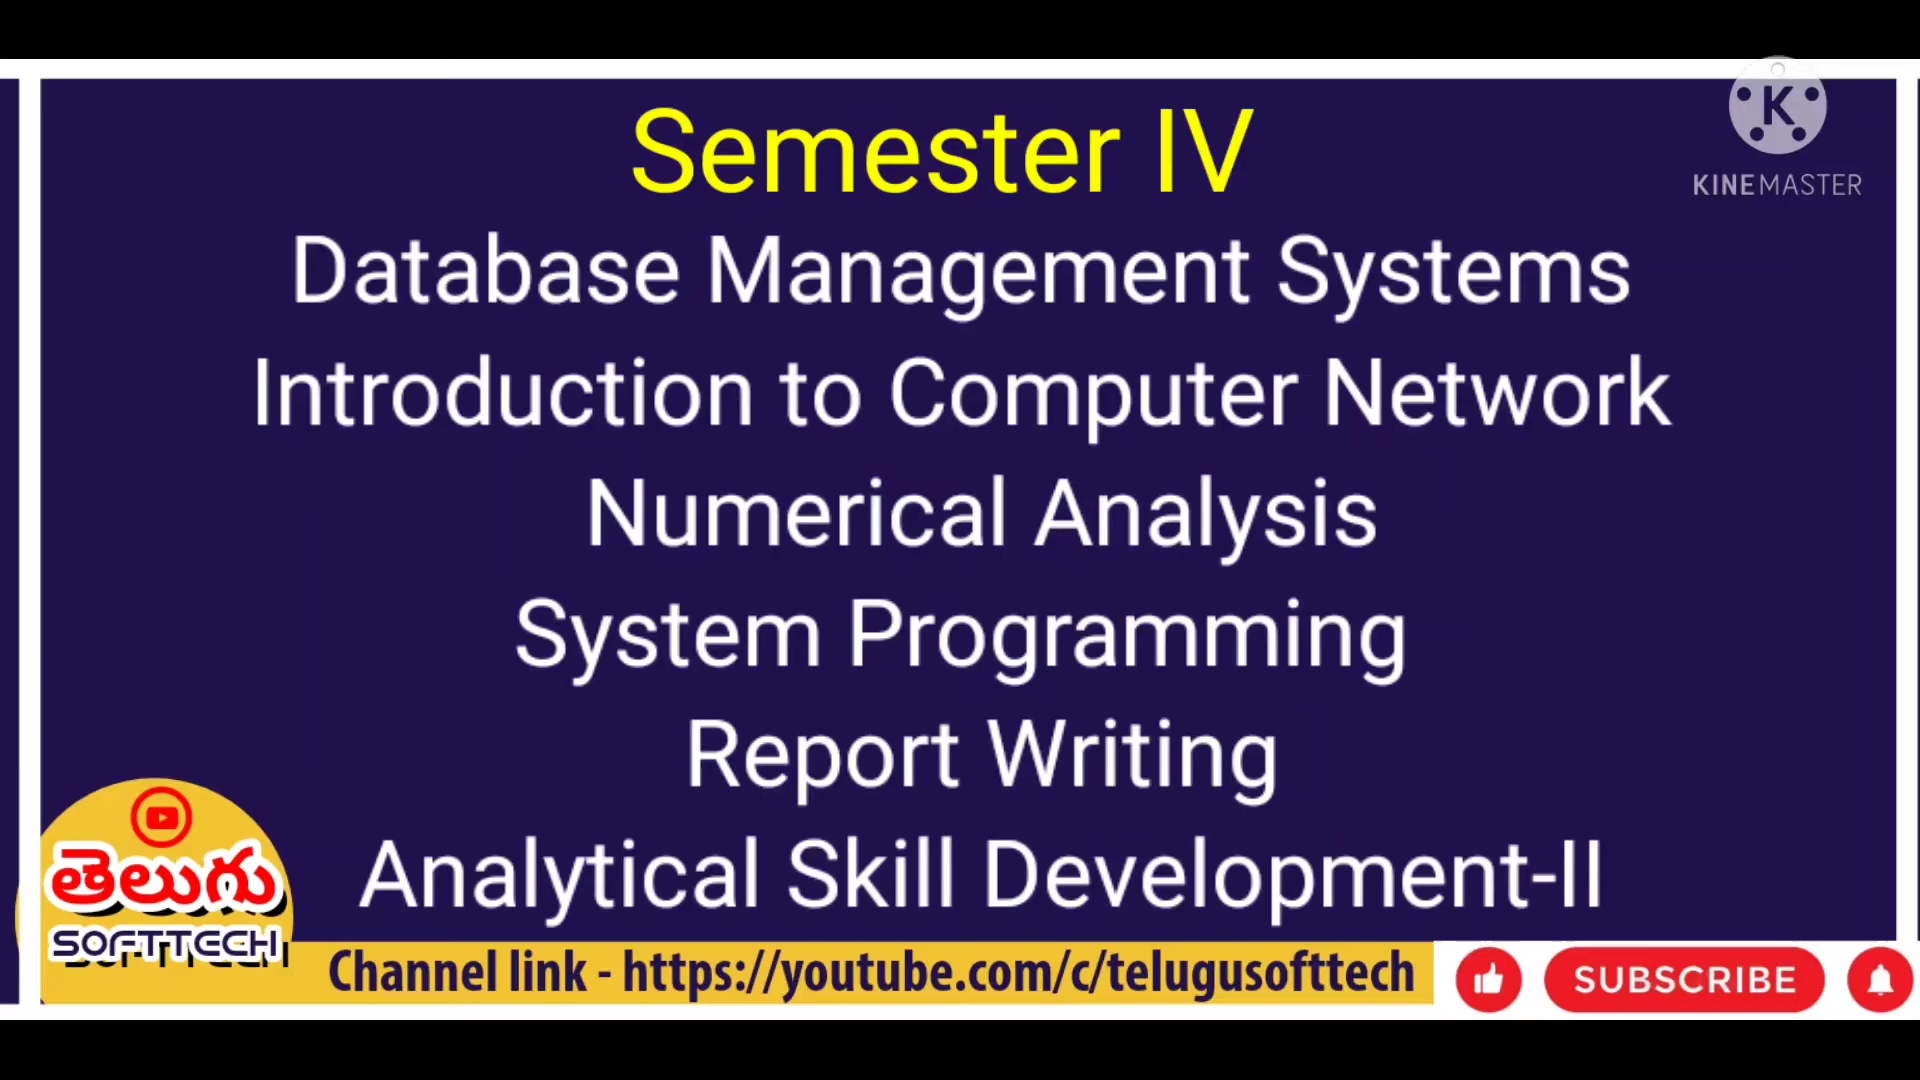 Semester IV
K
KINEMASTER
Database Management Systems
Introduction to Computer Network
Numerical Analysis
System Programming
Report Writing
Analytical Skill Development-II
తెలుగు
SOFTTECH
Channel link - https://youtube.com/c/telugusofttech
SUBSCRIBE